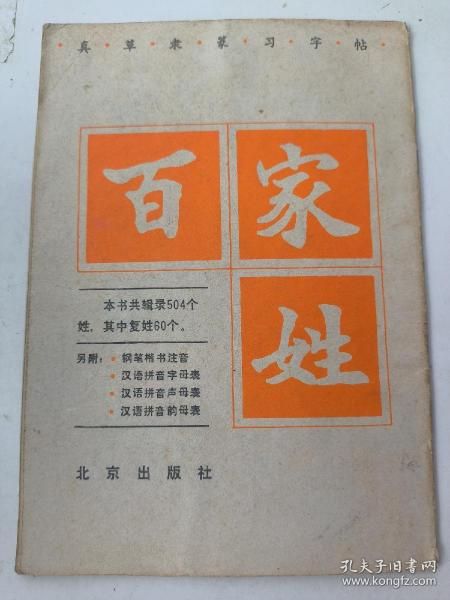 ·真·草·隶·篆·习·字·帖·
百家
姓
本书共辑录504个
姓,其中复姓60个。
另附:·钢笔楷书注音
·汉语拼音字母表
·汉语拼音声母表
·汉语拼音韵母表
北京出版社
孔夫子旧书网
www.kongfz.com